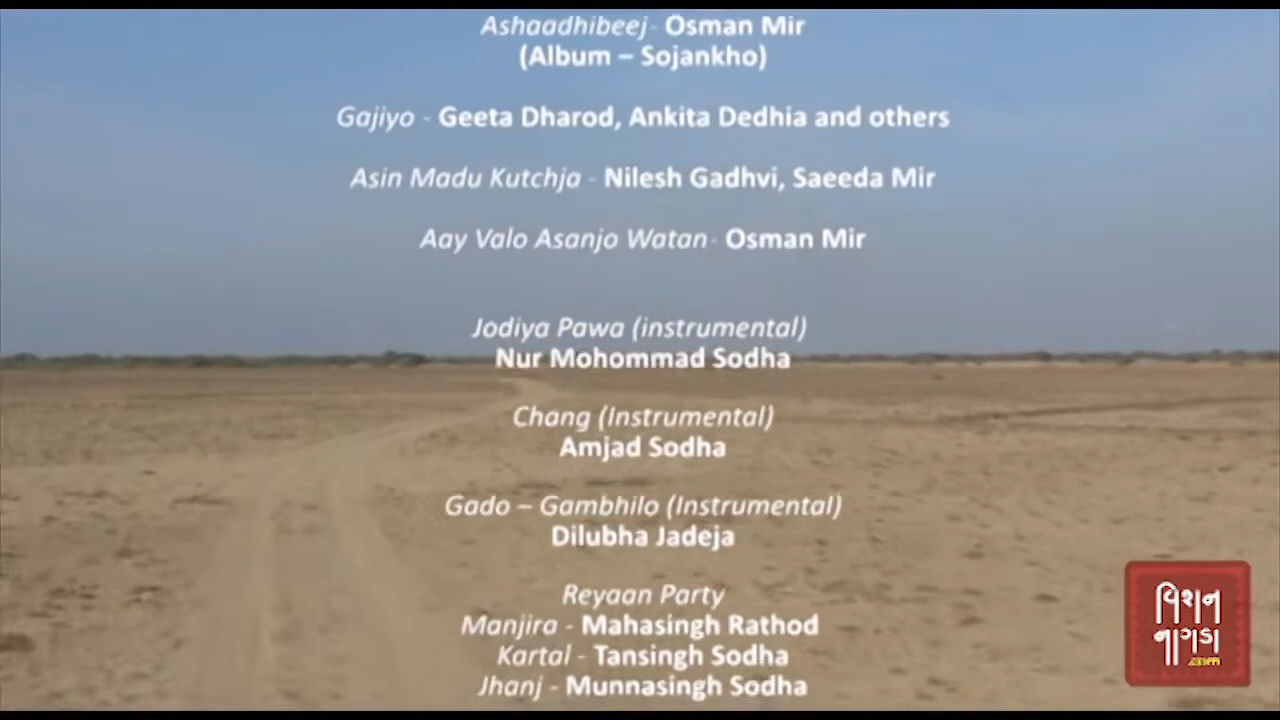 Ashaadhibeej- Osman Mir
(Album – Sojankho)
Gajiyo - Geeta Dharod, Ankita Dedhia and others
Asin Madu Kutchja - Nilesh Gadhvi, Saeeda Mir
Aay Valo Asanjo Watan- Osman Mir
Jodiya Pawa (instrumental)
Nur Mohommad Sodha
Chang (Instrumental)
Amjad Sodha
Gado – Gambhilo (Instrumental)
Dilubha Jadeja
Reyaan Party
Manjira - Mahasingh Rathod
Kartal - Tansingh Sodha
Jhanj - Munnasingh Sodha
વિશન
નાગડા